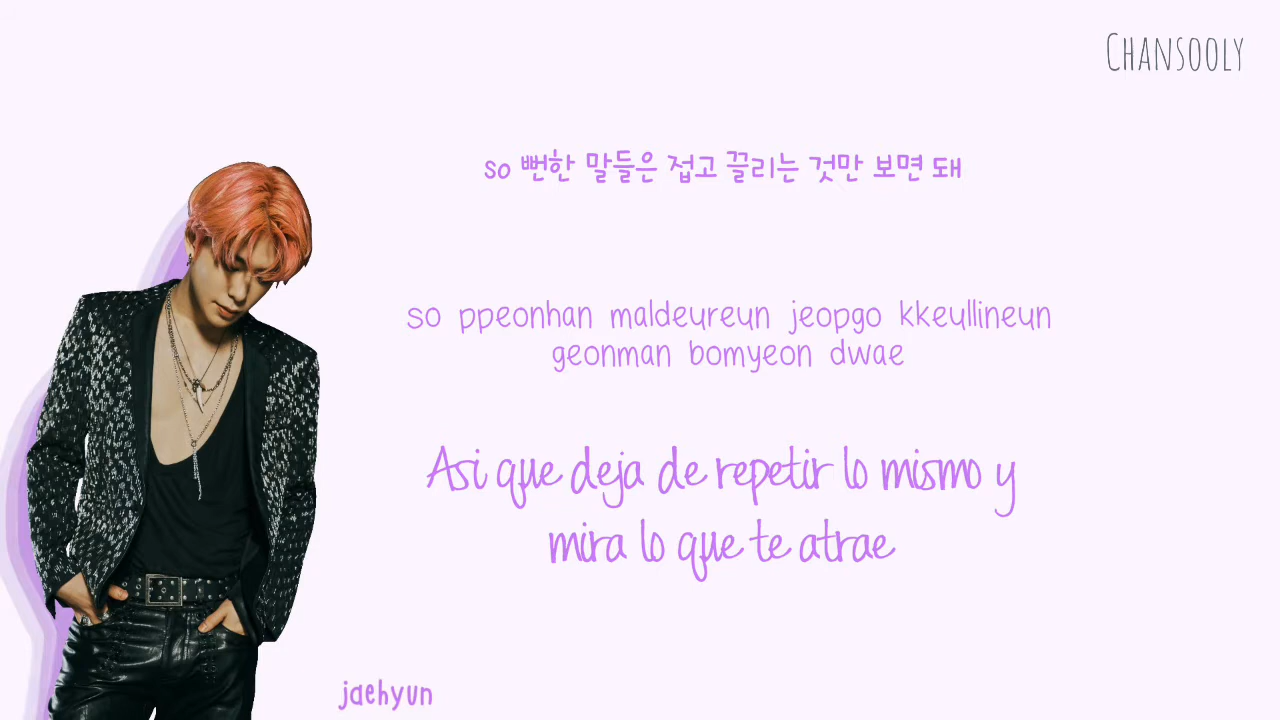 CHANSOOLY
so 뻔한 말들은 접고 끌리는 것만 보면 돼
so ppeonhan maldeureun jeopgo kkeullineun
geonman bomyeon dwae
Asi que deja de repetir lo mismo y
mira lo que te atrae
jaehyun